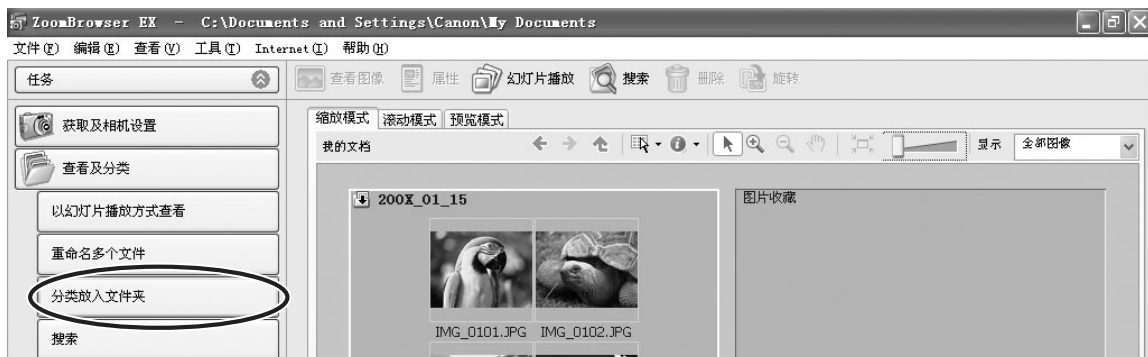 ZoomBrowser EX - C:\Documents and Settings\Canon\My Documents
文件(F) 编辑(E) 查看(V) 工具(T) Internet(I) 帮助(H)
任务
查看图像 属性 幻灯片播放 搜索 删除 旋转
获取及相机设置
查看及分类
以幻灯片播放方式查看
重命名多个文件
分类放入文件夹
搜索
缩放模式 滚动模式 预览模式
我的文档
显示 全部图像
200X_01_15
图片收藏
IMG_0101.JPG IMG_0102.JPG